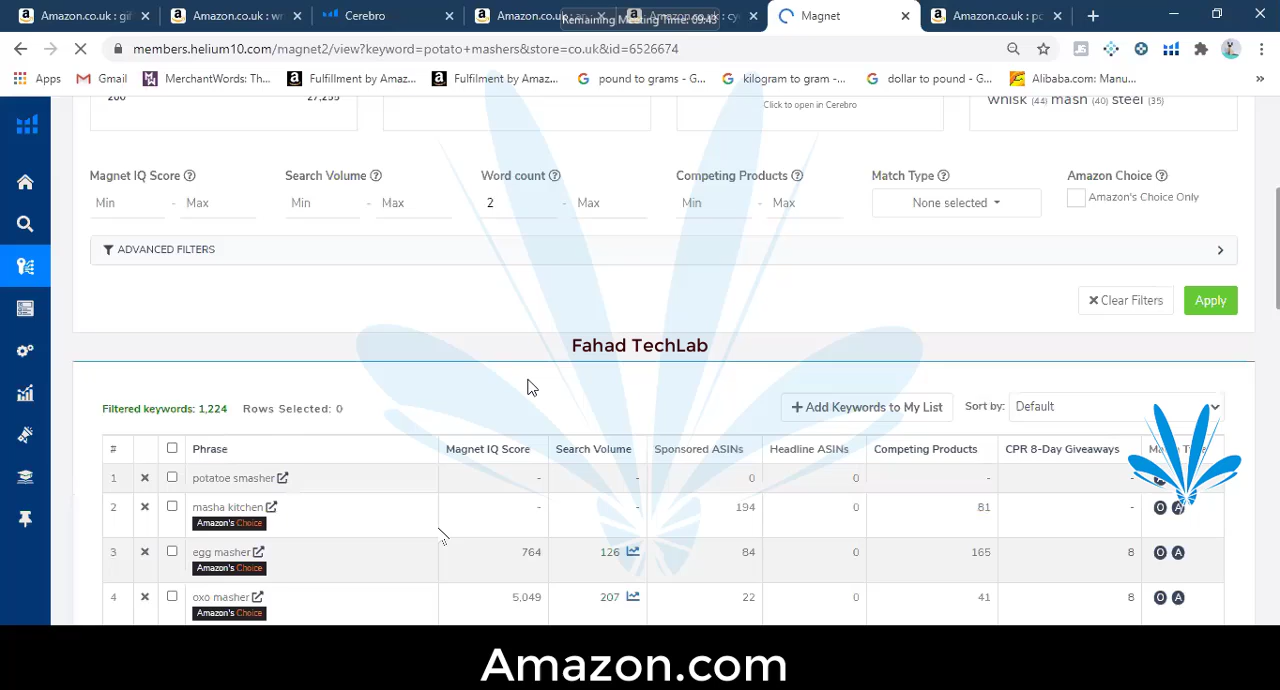 Amazon.co.uk : gif
Amazon.co.uk : wr
Cerebro
Amazon.co.uk
Magnet
Amazon.co.uk : po
Remaining Meeting Time: 09:43
members.helium10.com/magnet2/view?keyword=potato+mashers&store=co.uk&id=6526674
Apps
Gmail
MerchantWords: Th...
Fulfillment by Amaz...
Fulfilment by Amaz...
pound to grams - G...
kilogram to gram -...
dollar to pound - G...
Alibaba.com: Manu...
»
200
27,255
Click to open in Cerebro
whisk (44) mash (40) steel (35)
Magnet IQ Score
Search Volume
Word count
Competing Products
Match Type
Amazon Choice
Min - Max
Min - Max
2 - Max
Min - Max
None selected
Amazon's Choice Only
ADVANCED FILTERS
Clear Filters
Apply
Fahad TechLab
Filtered keywords: 1,224
Rows Selected: 0
+ Add Keywords to My List
Sort by:
Default
# Phrase Magnet IQ Score Search Volume Sponsored ASINs Headline ASINs Competing Products CPR 8-Day Giveaways
1 x potatoe smasher - - 0 0 - -
2 x masha kitchen - - 194 0 81 - O A
Amazon's Choice
3 x egg masher 764 126 84 0 165 8 O A
Amazon's Choice
4 x oxo masher 5,049 207 22 0 41 8 O A
Amazon's Choice
Amazon.com